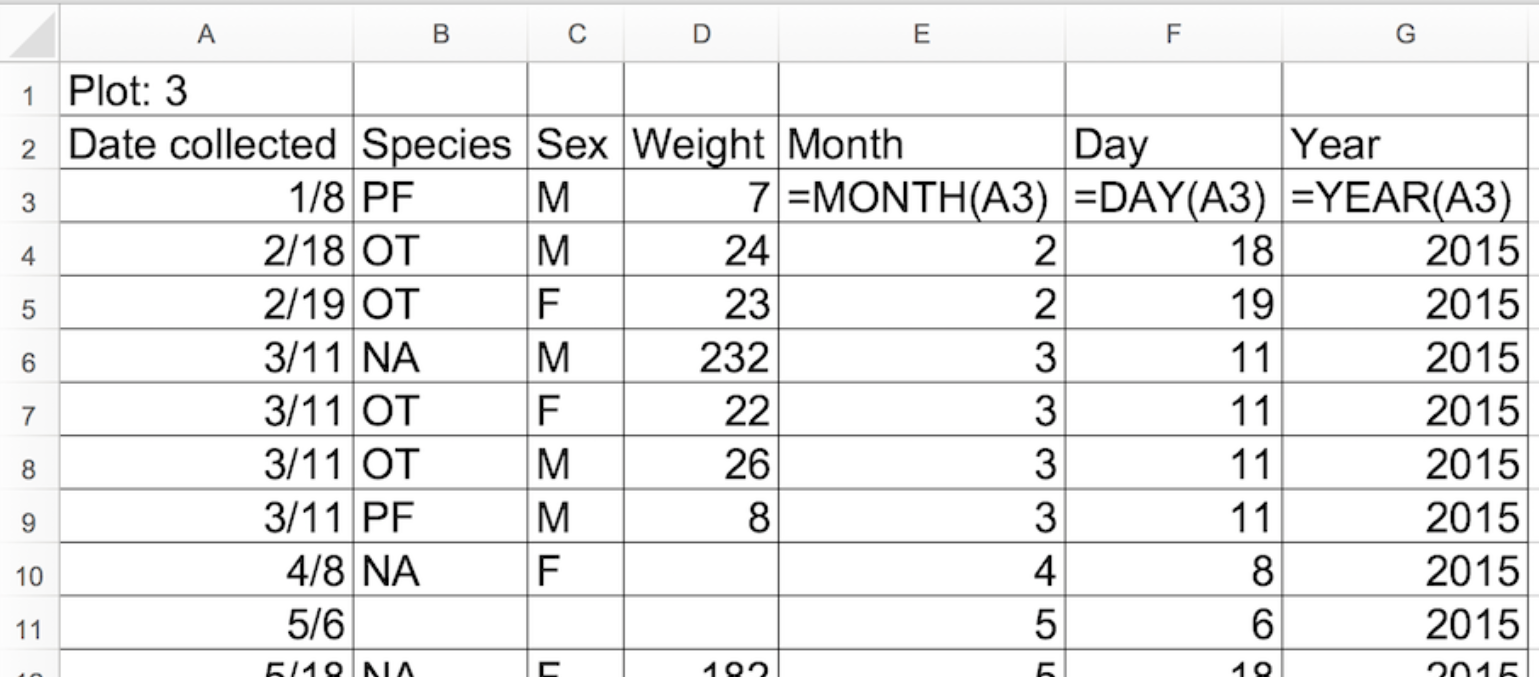 A B C D E F G
1 Plot: 3
2 Date collected Species Sex Weight Month Day Year
3 1/8 PF M 7 =MONTH(A3) =DAY(A3) =YEAR(A3)
4 2/18 OT M 24 2 18 2015
5 2/19 OT F 23 2 19 2015
6 3/11 NA M 232 3 11 2015
7 3/11 OT F 22 3 11 2015
8 3/11 OT M 26 3 11 2015
9 3/11 PF M 8 3 11 2015
10 4/8 NA F 4 8 2015
11 5/6 5 6 2015
12 5/18 NA F 182 5 18 2015